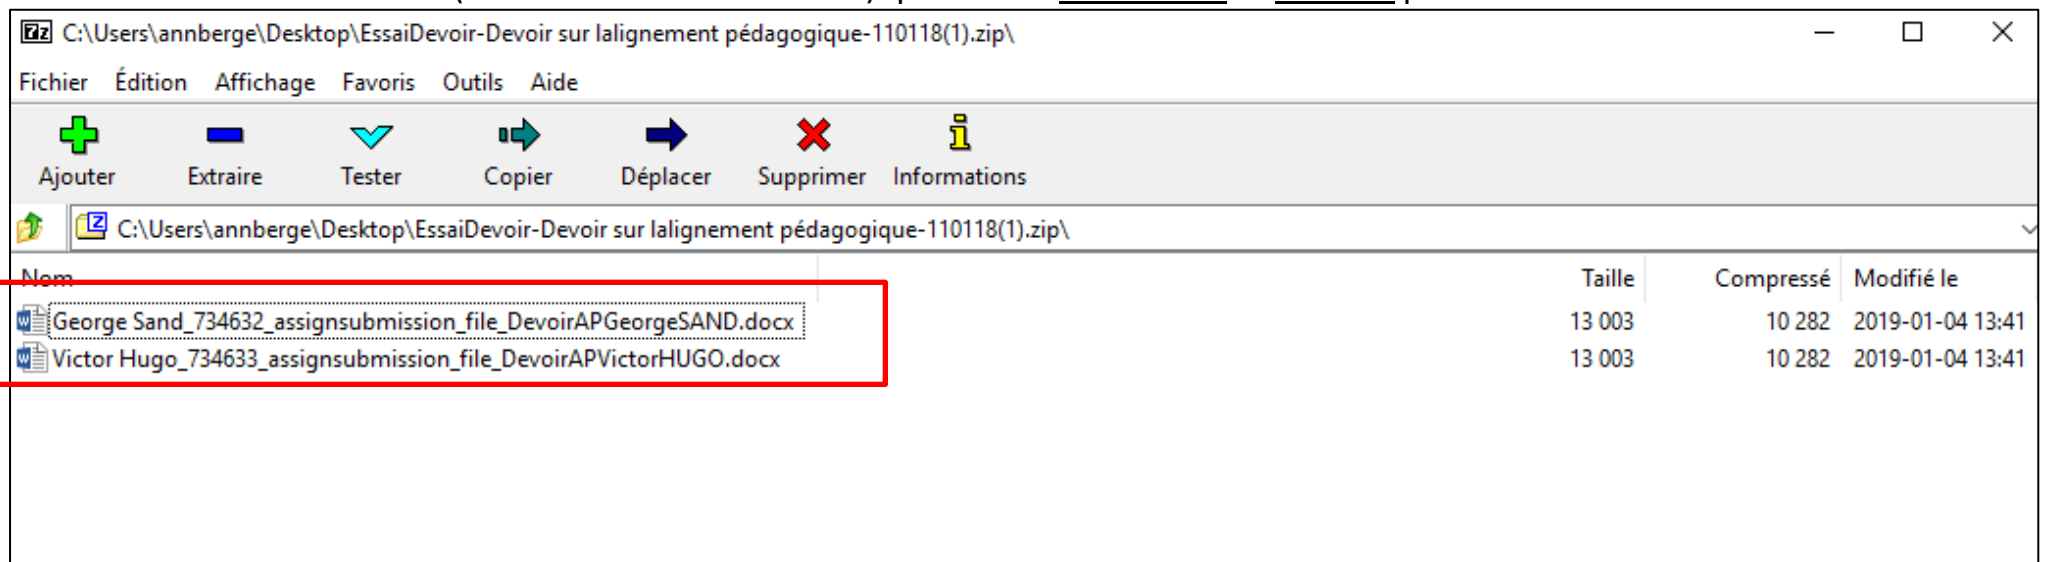 C:\Users\annberge\Desktop\EssaiDevoir-Devoir sur lalignement pédagogique-110118(1).zip\
Fichier Édition Affichage Favoris Outils Aide
Ajouter Extraire Tester Copier Déplacer Supprimer Informations
C:\Users\annberge\Desktop\EssaiDevoir-Devoir sur lalignement pédagogique-110118(1).zip\
Nom Taille Compressé Modifié le
George Sand_734632_assignsubmission_file_DevoirAPGeorgeSAND.docx 13 003 10 282 2019-01-04 13:41
Victor Hugo_734633_assignsubmission_file_DevoirAPVictorHUGO.docx 13 003 10 282 2019-01-04 13:41